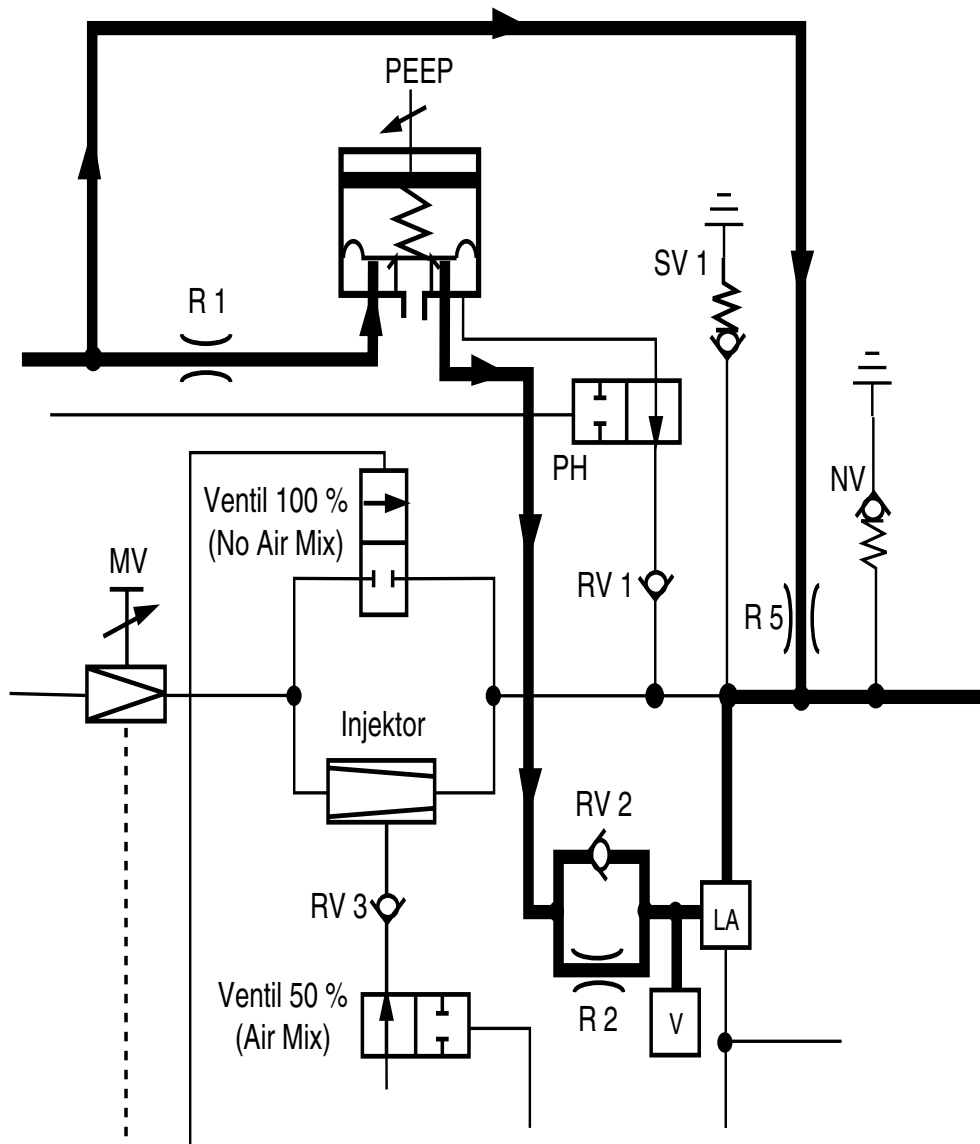 PEEP
R 1
SV 1
PH
NV
Ventil 100 %
(No Air Mix)
MV
RV 1
R 5
Injektor
RV 2
RV 3
LA
Ventil 50 %
(Air Mix)
R 2
V